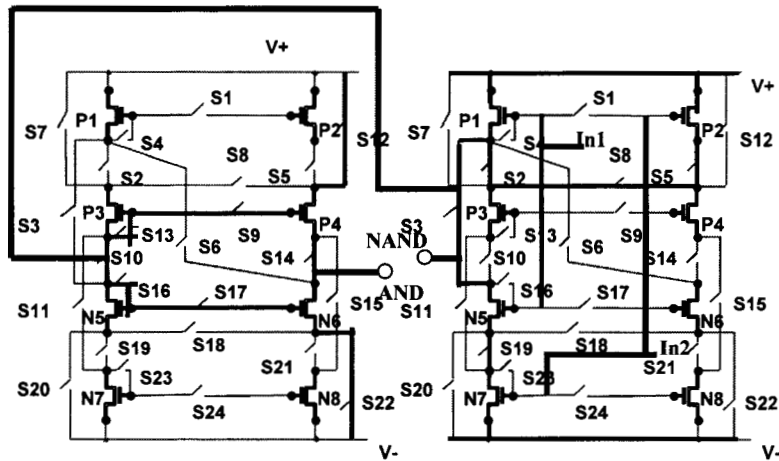 V+
S1
P1
P2
S7
S4
S12
S8
S2
S5
P3
P4
S3
S13
S9
S6
S14
S10
S16
S17
S11
N5
N6
S15
S18
S19
S21
S20
S23
N7
N8
S24
S22
V-
NAND
AND
V+
S1
P1
P2
S7
S4
In1
S12
S8
S2
S5
P3
P4
S3
S13
S9
S6
S14
S10
S16
S17
S11
N5
N6
S15
S18
In2
S19
S21
S20
S23
N7
N8
S24
S22
V-